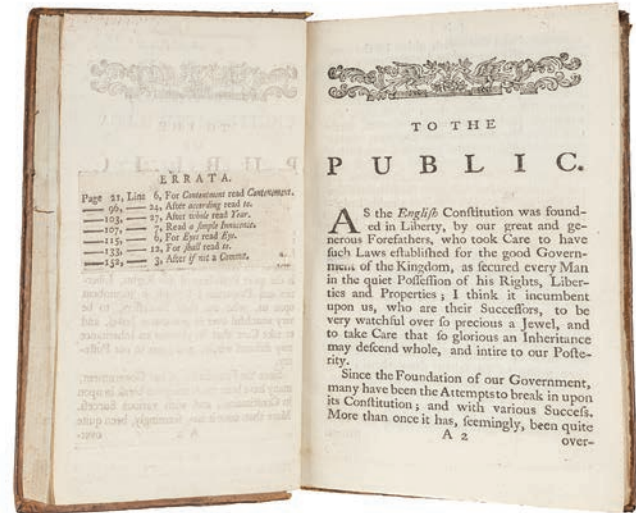 ERRATA.
Page 21, Line 6, For Contentment read Contenement.
—— 96, —— 24, After according read to.
—— 103, —— 27, After whole read Year.
—— 107, —— 7, Read a simple Innocence.
—— 115, —— 6, For Eyes read Eye.
—— 133, —— 12, For shall read is.
—— 152, —— 3, After if not a Comma.
TO THE
PUBLIC.
AS the Engliſh Conſtitution was found-
ed in Liberty, by our great and ge-
nerous Forefathers, who took Care to have
ſuch Laws eſtabliſhed for the good Govern-
ment of the Kingdom, as ſecured every Man
in the quiet Poſſeſſion of his Rights, Liber-
ties and Properties; I think it incumbent
upon us, who are their Succeſſors, to be
very watchful over ſo precious a Jewel, and
to take Care that ſo glorious an Inheritance
may deſcend whole, and intire to our Poſte-
rity.
Since the Foundation of our Government,
many have been the Attempts to break in upon
its Conſtitution; and with various Succeſs.
More than once it has, ſeemingly, been quite
A 2 over-